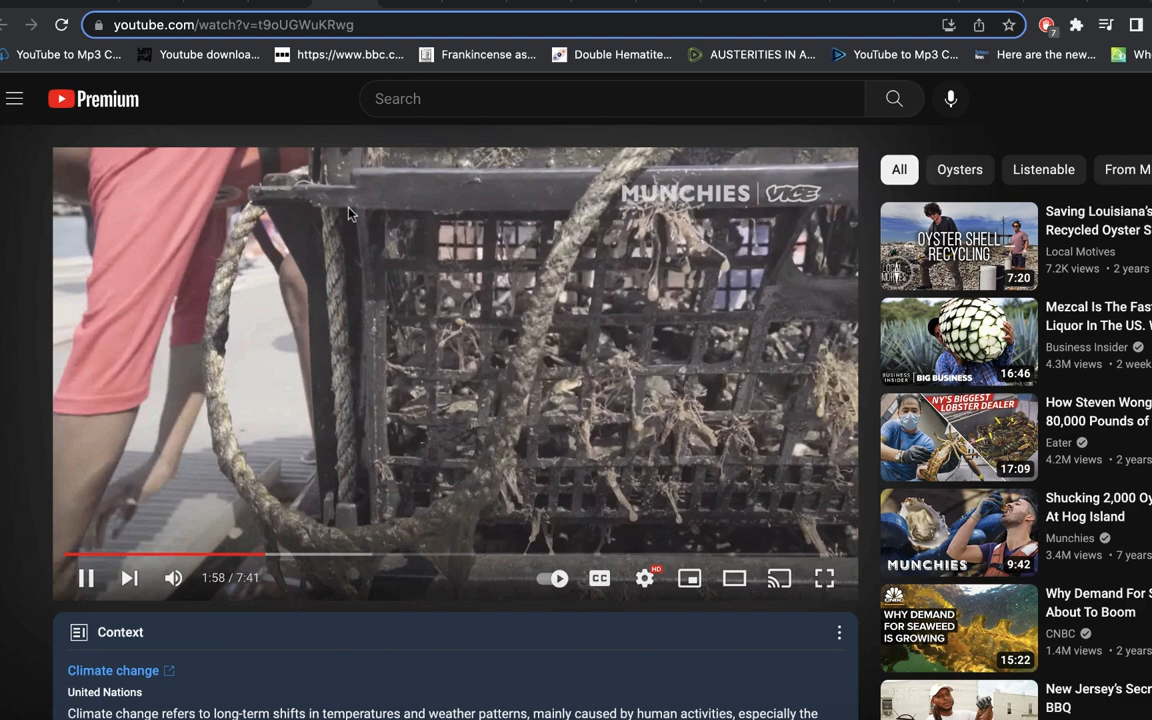 youtube.com/watch?v=t9oUGWuKRwg
7
YouTube to Mp3 C...
Youtube downloa...
https://www.bbc.c...
Frankincense as...
Double Hematite...
AUSTERITIES IN A...
YouTube to Mp3 C...
Here are the new...
Wh
Premium
Search
MUNCHIES VICE
1:58 / 7:41
CC
HD
Context
Climate change
United Nations
Climate change refers to long-term shifts in temperatures and weather patterns, mainly caused by human activities, especially the
All
Oysters
Listenable
From M
OYSTER SHELL
RECYCLING
7:20
Saving Louisiana's
Recycled Oyster S
Local Motives
7.2K views • 2 years
BUSINESS INSIDER | BIG BUSINESS
16:46
Mezcal Is The Fas
Liquor In The US. W
Business Insider
4.3M views • 2 week
NY'S BIGGEST
LOBSTER DEALER
17:09
How Steven Wong
80,000 Pounds of
Eater
4.2M views • 2 years
MUNCHIES
9:42
Shucking 2,000 Oy
At Hog Island
Munchies
3.4M views • 7 years
CNBC
WHY DEMAND
FOR SEAWEED
IS GROWING
15:22
Why Demand For S
About To Boom
CNBC
1.4M views • 2 years
New Jersey's Secr
BBQ